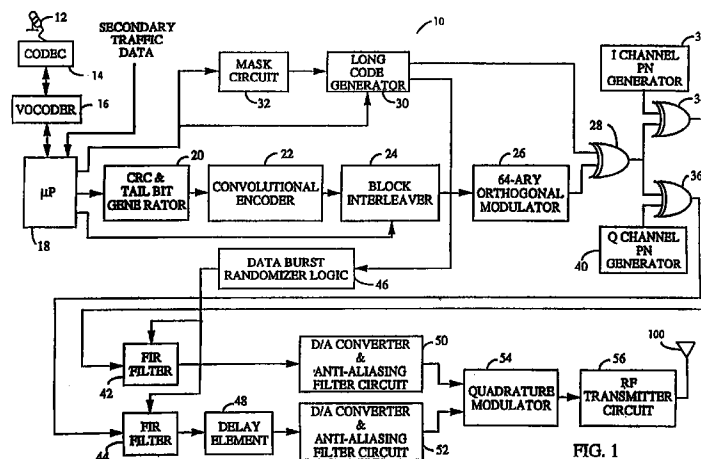 12
SECONDARY
TRAFFIC
DATA
10
CODEC
14
VOCODER
16
MASK
CIRCUIT
32
LONG
CODE
GENERATOR
30
I CHANNEL
PN
GENERATOR
28
36
μP
18
20
CRC &
TAIL BIT
GENERATOR
22
CONVOLUTIONAL
ENCODER
24
BLOCK
INTERLEAVER
26
64-ARY
ORTHOGONAL
MODULATOR
Q CHANNEL
PN
GENERATOR
40
DATA BURST
RANDOMIZER LOGIC
46
FIR
FILTER
42
50
D/A CONVERTER
&
ANTI-ALIASING
FILTER CIRCUIT
54
QUADRATURE
MODULATOR
56
RF
TRANSMITTER
CIRCUIT
100
FIR
FILTER
44
48
DELAY
ELEMENT
D/A CONVERTER
&
ANTI-ALIASING
FILTER CIRCUIT
52
FIG. 1